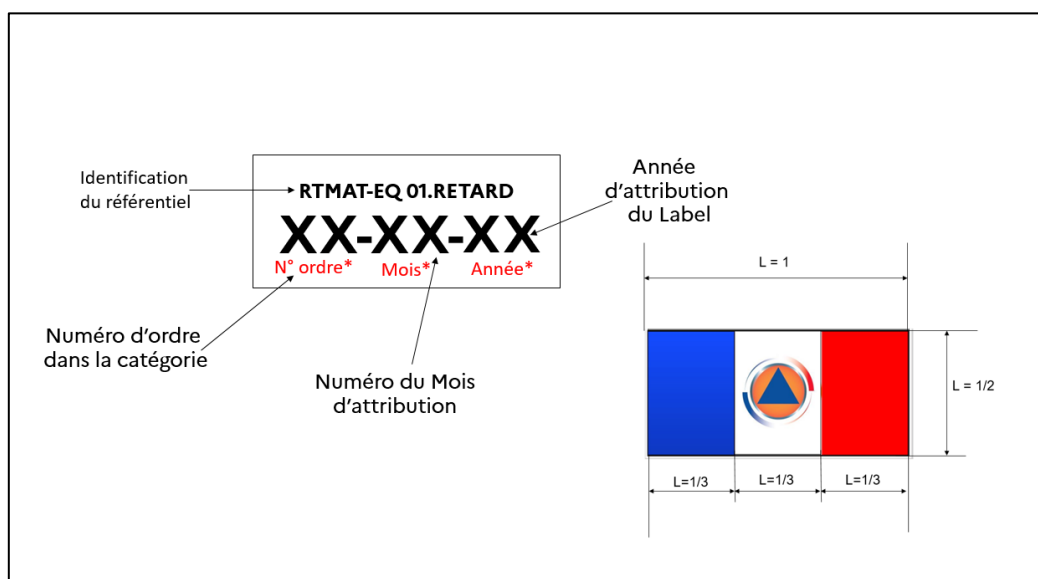 Identification
du référentiel
RTMAT-EQ 01.RETARD
XX-XX-XX
N° ordre* Mois* Année*
Année
d'attribution
du Label
Numéro d'ordre
dans la catégorie
Numéro du Mois
d'attribution
L = 1
L = 1/2
L=1/3 L=1/3 L=1/3